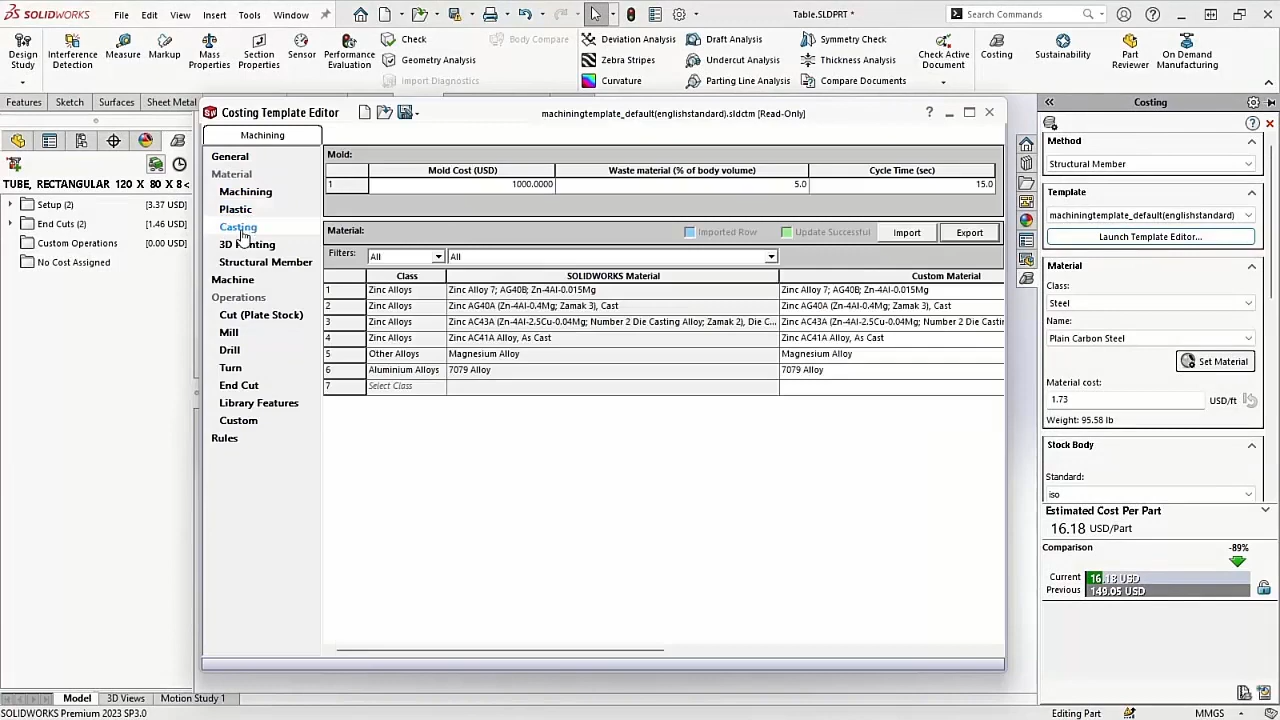 SOLIDWORKS File Edit View Insert Tools Window Table.SLDPRT * Search Commands
Design Study
Interference Detection
Measure
Markup
Mass Properties
Section Properties
Sensor
Performance Evaluation
Check
Geometry Analysis
Import Diagnostics
Body Compare
Deviation Analysis
Zebra Stripes
Curvature
Draft Analysis
Undercut Analysis
Parting Line Analysis
Symmetry Check
Thickness Analysis
Compare Documents
Check Active Document
Costing
Sustainability
Part Reviewer
On Demand Manufacturing
Features Sketch Surfaces Sheet Metal
TUBE, RECTANGULAR 120 X 80 X 8 <
Setup (2) [3.37 USD]
End Cuts (2) [1.46 USD]
Custom Operations [0.00 USD]
No Cost Assigned
Costing Template Editor machiningtemplate_default(englishstandard).sldctm [Read-Only]
Machining
General
Material
Machining
Plastic
Casting
3D Printing
Structural Member
Machine
Operations
Cut (Plate Stock)
Mill
Drill
Turn
End Cut
Library Features
Custom
Rules
Mold:
Mold Cost (USD) Waste material (% of body volume) Cycle Time (sec)
1 1000.0000 5.0 15.0
Material: Imported Row Update Successful Import Export
Filters: All All
Class SOLIDWORKS Material Custom Material
1 Zinc Alloys Zinc Alloy 7; AG40B; Zn-4Al-0.015Mg Zinc Alloy 7; AG40B; Zn-4Al-0.015Mg
2 Zinc Alloys Zinc AG40A (Zn-4Al-0.4Mg; Zamak 3), Cast Zinc AG40A (Zn-4Al-0.4Mg; Zamak 3), Cast
3 Zinc Alloys Zinc AC43A (Zn-4Al-2.5Cu-0.04Mg; Number 2 Die Casting Alloy; Zamak 2), Die C... Zinc AC43A (Zn-4Al-2.5Cu-0.04Mg; Number 2 Die Castin
4 Zinc Alloys Zinc AC41A Alloy, As Cast Zinc AC41A Alloy, As Cast
5 Other Alloys Magnesium Alloy Magnesium Alloy
6 Aluminium Alloys 7079 Alloy 7079 Alloy
7 Select Class
Costing
Method
Structural Member
Template
machiningtemplate_default(englishstandard)
Launch Template Editor...
Material
Class:
Steel
Name:
Plain Carbon Steel
Set Material
Material cost:
1.73 USD/ft
Weight: 95.58 lb
Stock Body
Standard:
iso
Estimated Cost Per Part
16.18 USD/Part
Comparison -89%
Current 16.18 USD
Previous 149.05 USD
Model 3D Views Motion Study 1
SOLIDWORKS Premium 2023 SP3.0 Editing Part MMGS